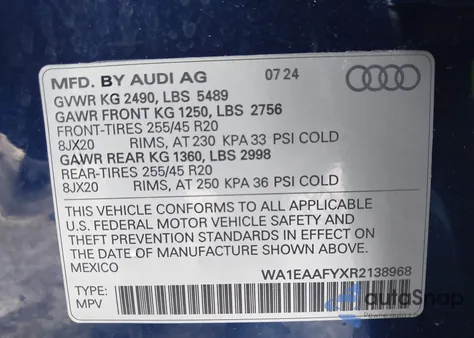 MFD. BY AUDI AG 07 24
GVWR KG 2490, LBS 5489
GAWR FRONT KG 1250, LBS 2756
FRONT-TIRES 255/45 R20
8JX20 RIMS, AT 230 KPA 33 PSI COLD
GAWR REAR KG 1360, LBS 2998
REAR-TIRES 255/45 R20
8JX20 RIMS, AT 250 KPA 36 PSI COLD
THIS VEHICLE CONFORMS TO ALL APPLICABLE
U.S. FEDERAL MOTOR VEHICLE SAFETY AND
THEFT PREVENTION STANDARDS IN EFFECT ON
THE DATE OF MANUFACTURE SHOWN ABOVE.
MEXICO
WA1EAAFYXR2138968
TYPE:
MPV
autoSnap